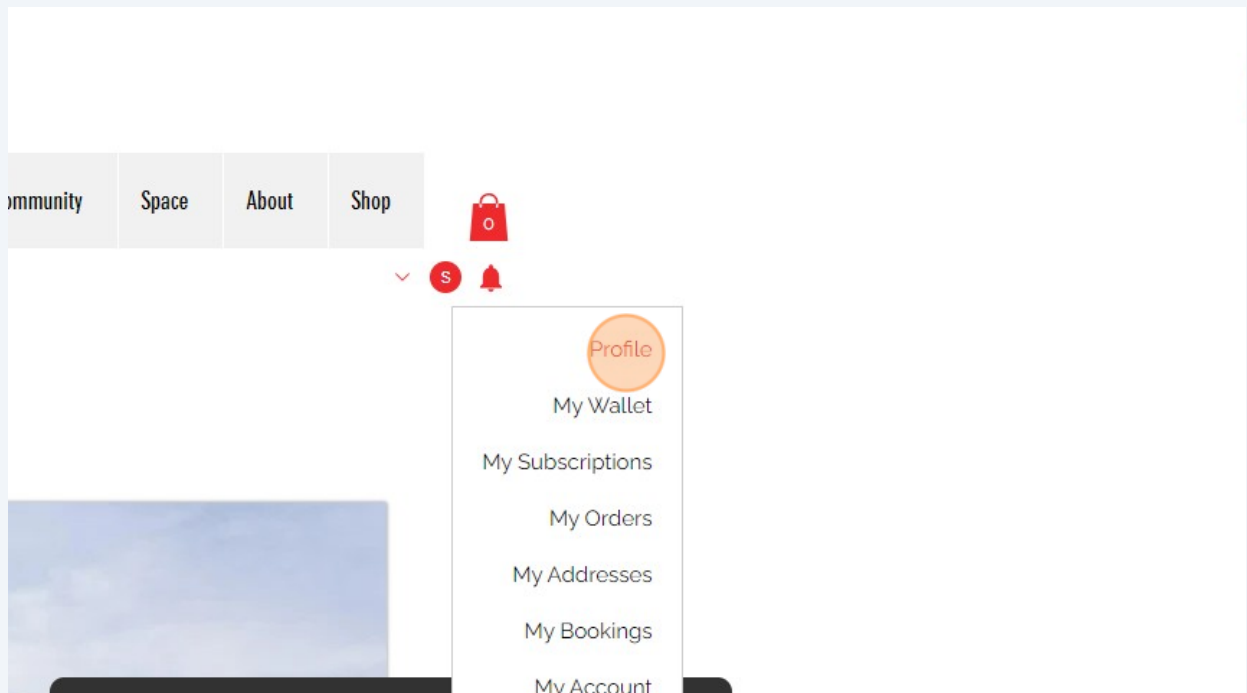 ommunity Space About Shop
0
S
Profile
My Wallet
My Subscriptions
My Orders
My Addresses
My Bookings
My Account